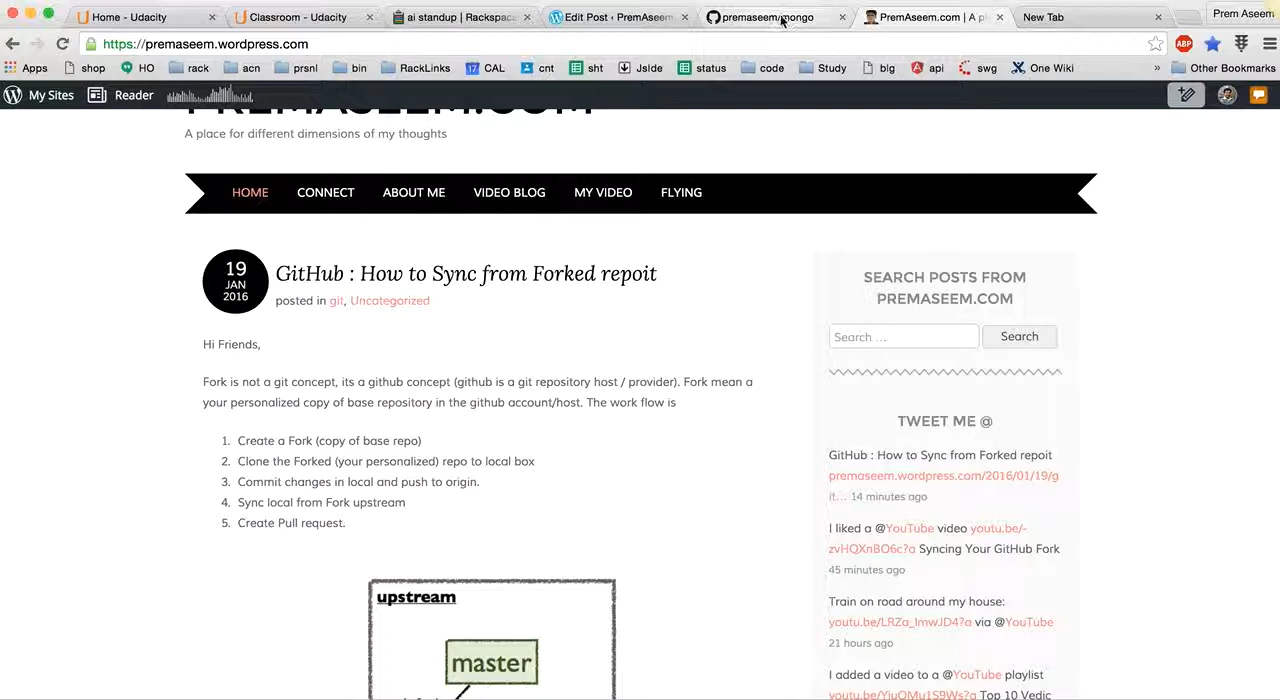 Home - Udacity
Classroom - Udacity
ai standup | Rackspac
Edit Post ‹ PremAseem
premaseem/mongo
PremAseem.com | A p
New Tab
Prem Aseem
https://premaseem.wordpress.com
Apps shop HO rack acn prsnl bin RackLinks 17 CAL cnt sht JsIde status code Study blg api swg One Wiki » Other Bookmarks
My Sites Reader
PREMASEEM.COM
A place for different dimensions of my thoughts
HOME CONNECT ABOUT ME VIDEO BLOG MY VIDEO FLYING
19
JAN
2016
GitHub : How to Sync from Forked repoit
posted in git, Uncategorized
Hi Friends,
Fork is not a git concept, its a github concept (github is a git repository host / provider). Fork mean a
your personalized copy of base repository in the github account/host. The work flow is
1. Create a Fork (copy of base repo)
2. Clone the Forked (your personalized) repo to local box
3. Commit changes in local and push to origin.
4. Sync local from Fork upstream
5. Create Pull request.
upstream
master
SEARCH POSTS FROM
PREMASEEM.COM
Search …
Search
TWEET ME @
GitHub : How to Sync from Forked repoit
premaseem.wordpress.com/2016/01/19/g
it… 14 minutes ago
I liked a @YouTube video youtu.be/-
zvHQXnBO6c?a Syncing Your GitHub Fork
45 minutes ago
Train on road around my house:
youtu.be/LRZa_ImwJD4?a via @YouTube
21 hours ago
I added a video to a @YouTube playlist
youtu.be/YjuQMu1S9Ws?a Top 10 Vedic